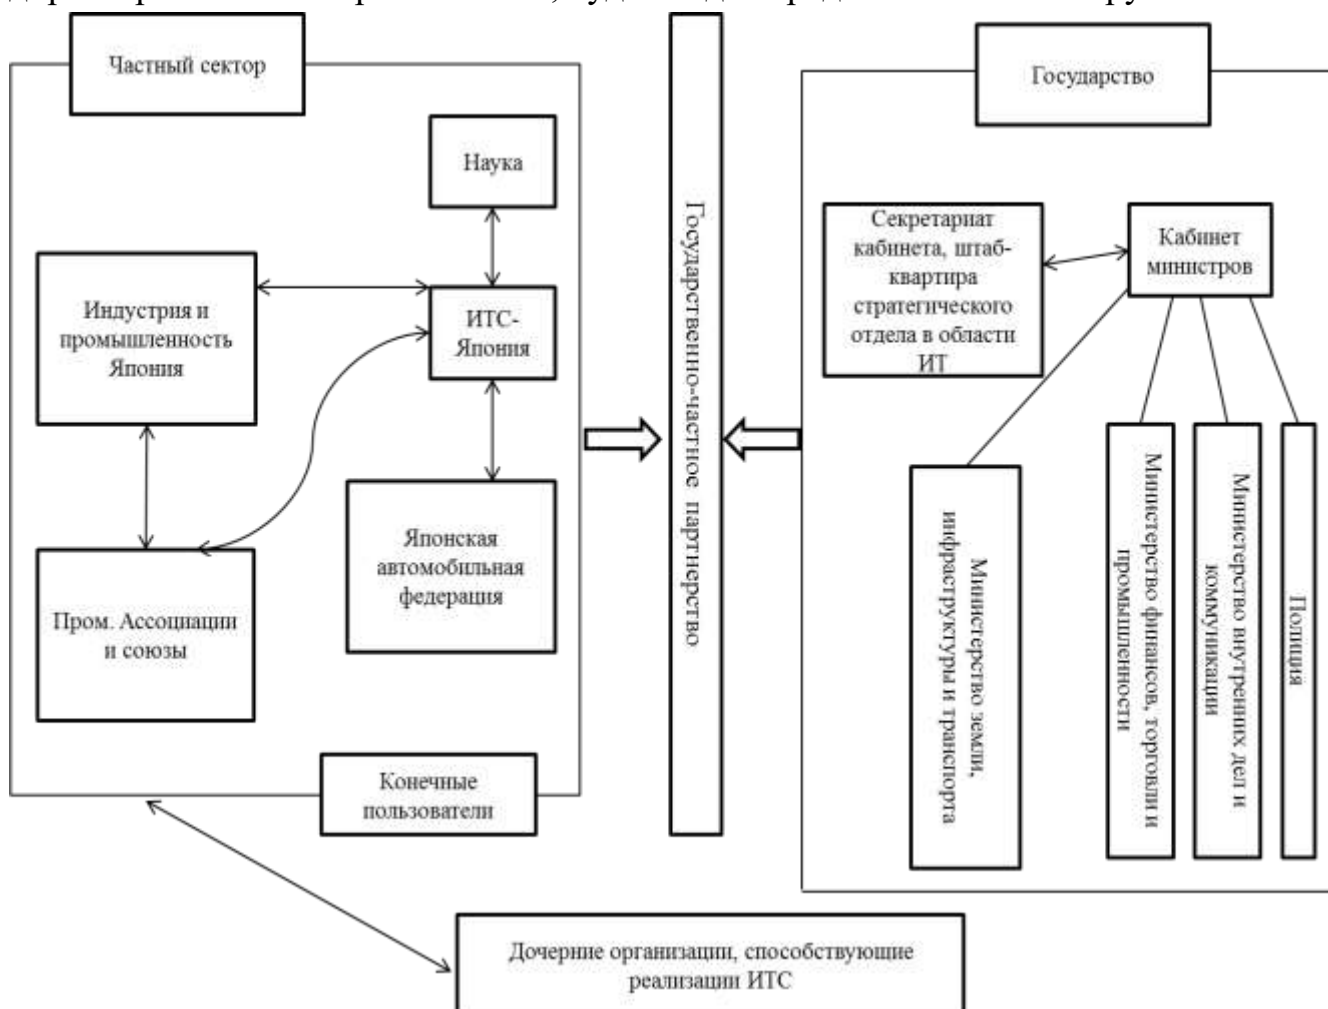 Частный сектор
Государство
Наука
Секретариат
кабинета, штаб-
квартира
стратегического
отдела в области
ИТ
Кабинет
министров
Индустрия и
промышленность
Япония
ИТС-
Япония
Государственно-частное партнерство
Японская
автомобильная
федерация
Пром. Ассоциации
и союзы
Министерство земли,
инфраструктуры и транспорта
Министерство финансов, торговли и
промышленности
Министерство внутренних дел и
коммуникации
Полиция
Конечные
пользователи
Дочерние организации, способствующие
реализации ИТС